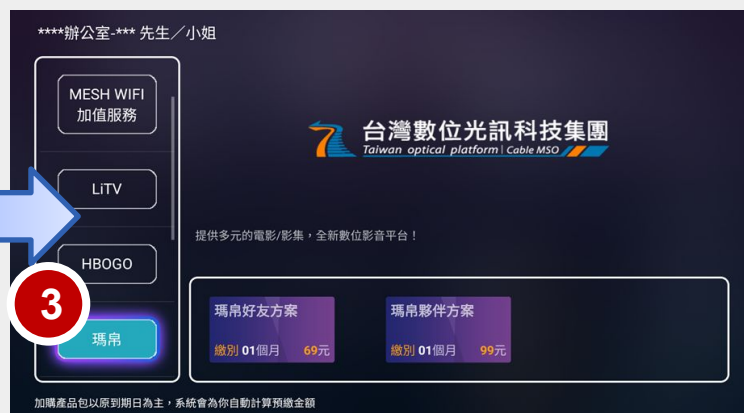 ****辦公室-*** 先生／小姐
MESH WIFI
加值服務
LiTV
HBOGO
3
瑪帛
台灣數位光訊科技集團
Taiwan optical platform | Cable MSO
提供多元的電影/影集，全新數位影音平台！
瑪帛好友方案
繳別 01個月 69元
瑪帛夥伴方案
繳別 01個月 99元
加購產品包以原到期日為主，系統會為你自動計算預繳金額